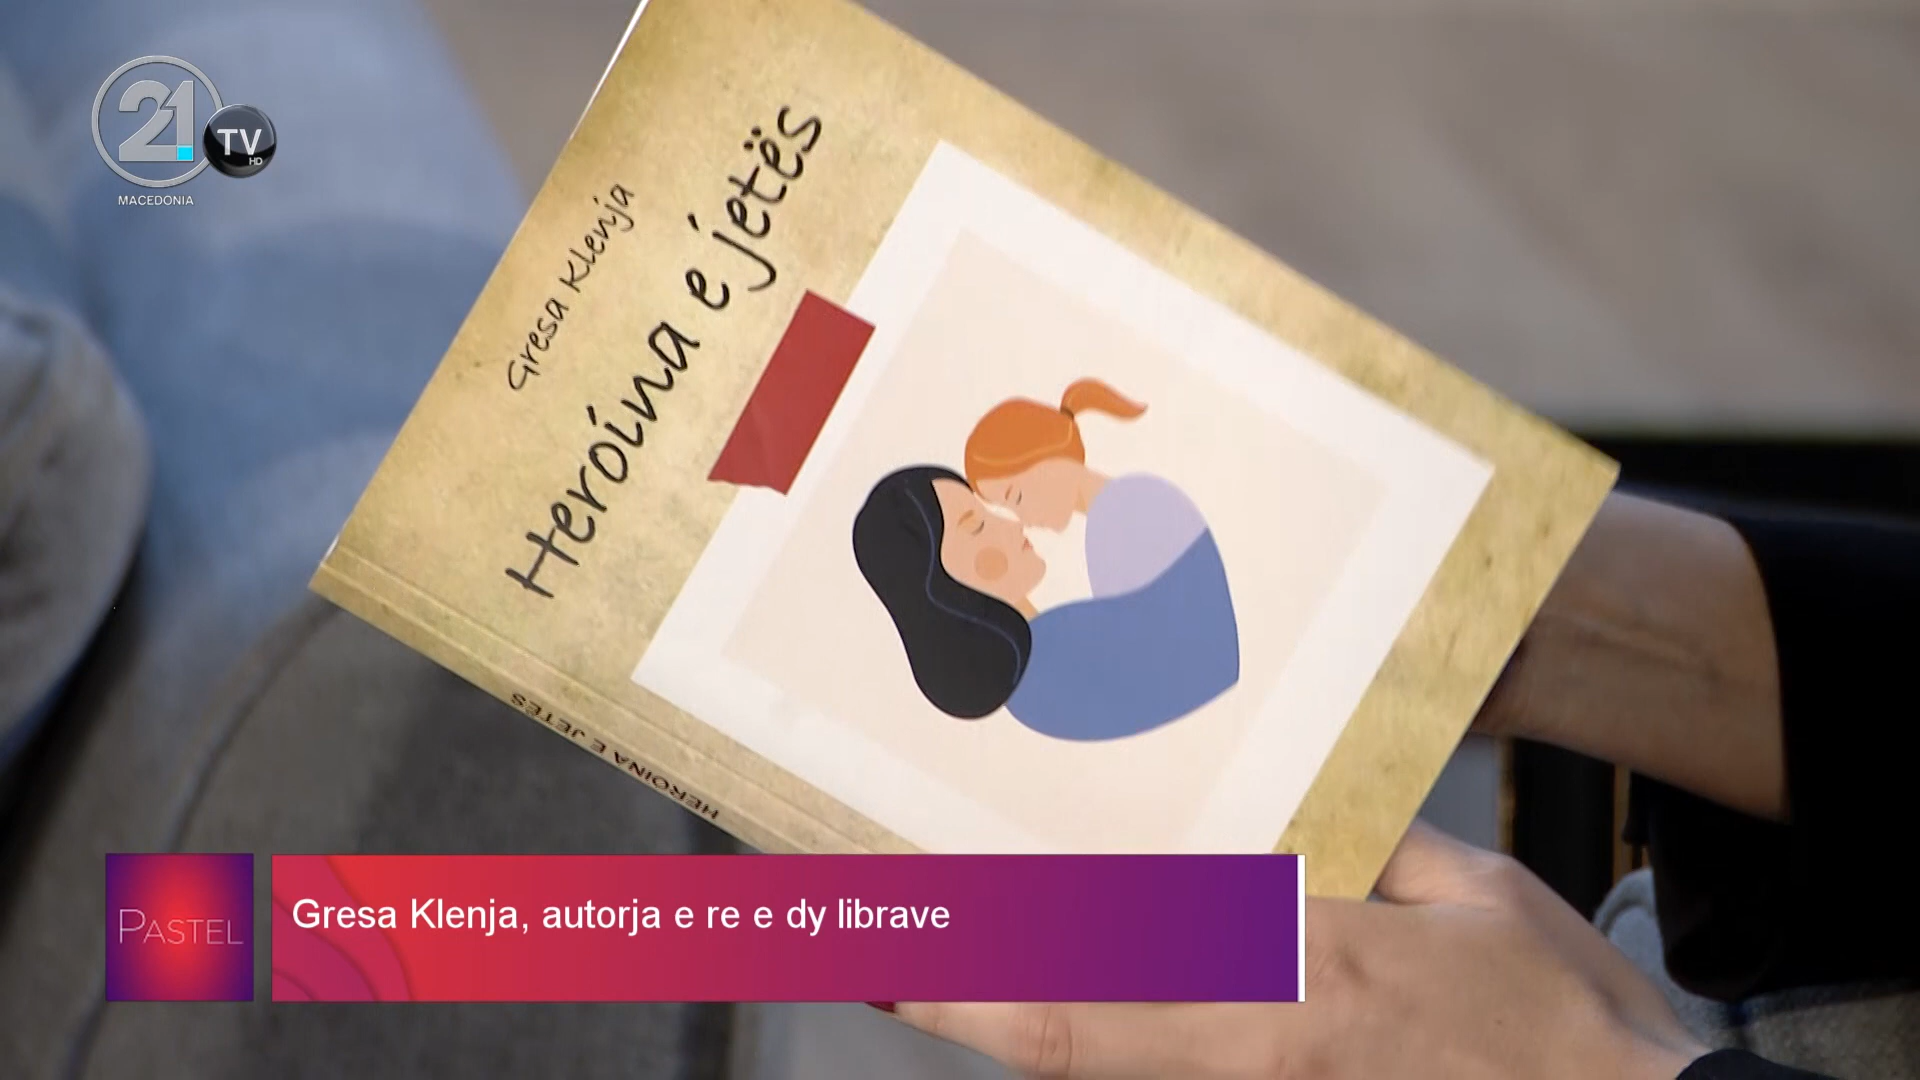 21
TV
HD
MACEDONIA
Gresa Klenja
Heroina e jetës
HEROINA E JETËS
PASTEL
Gresa Klenja, autorja e re e dy librave